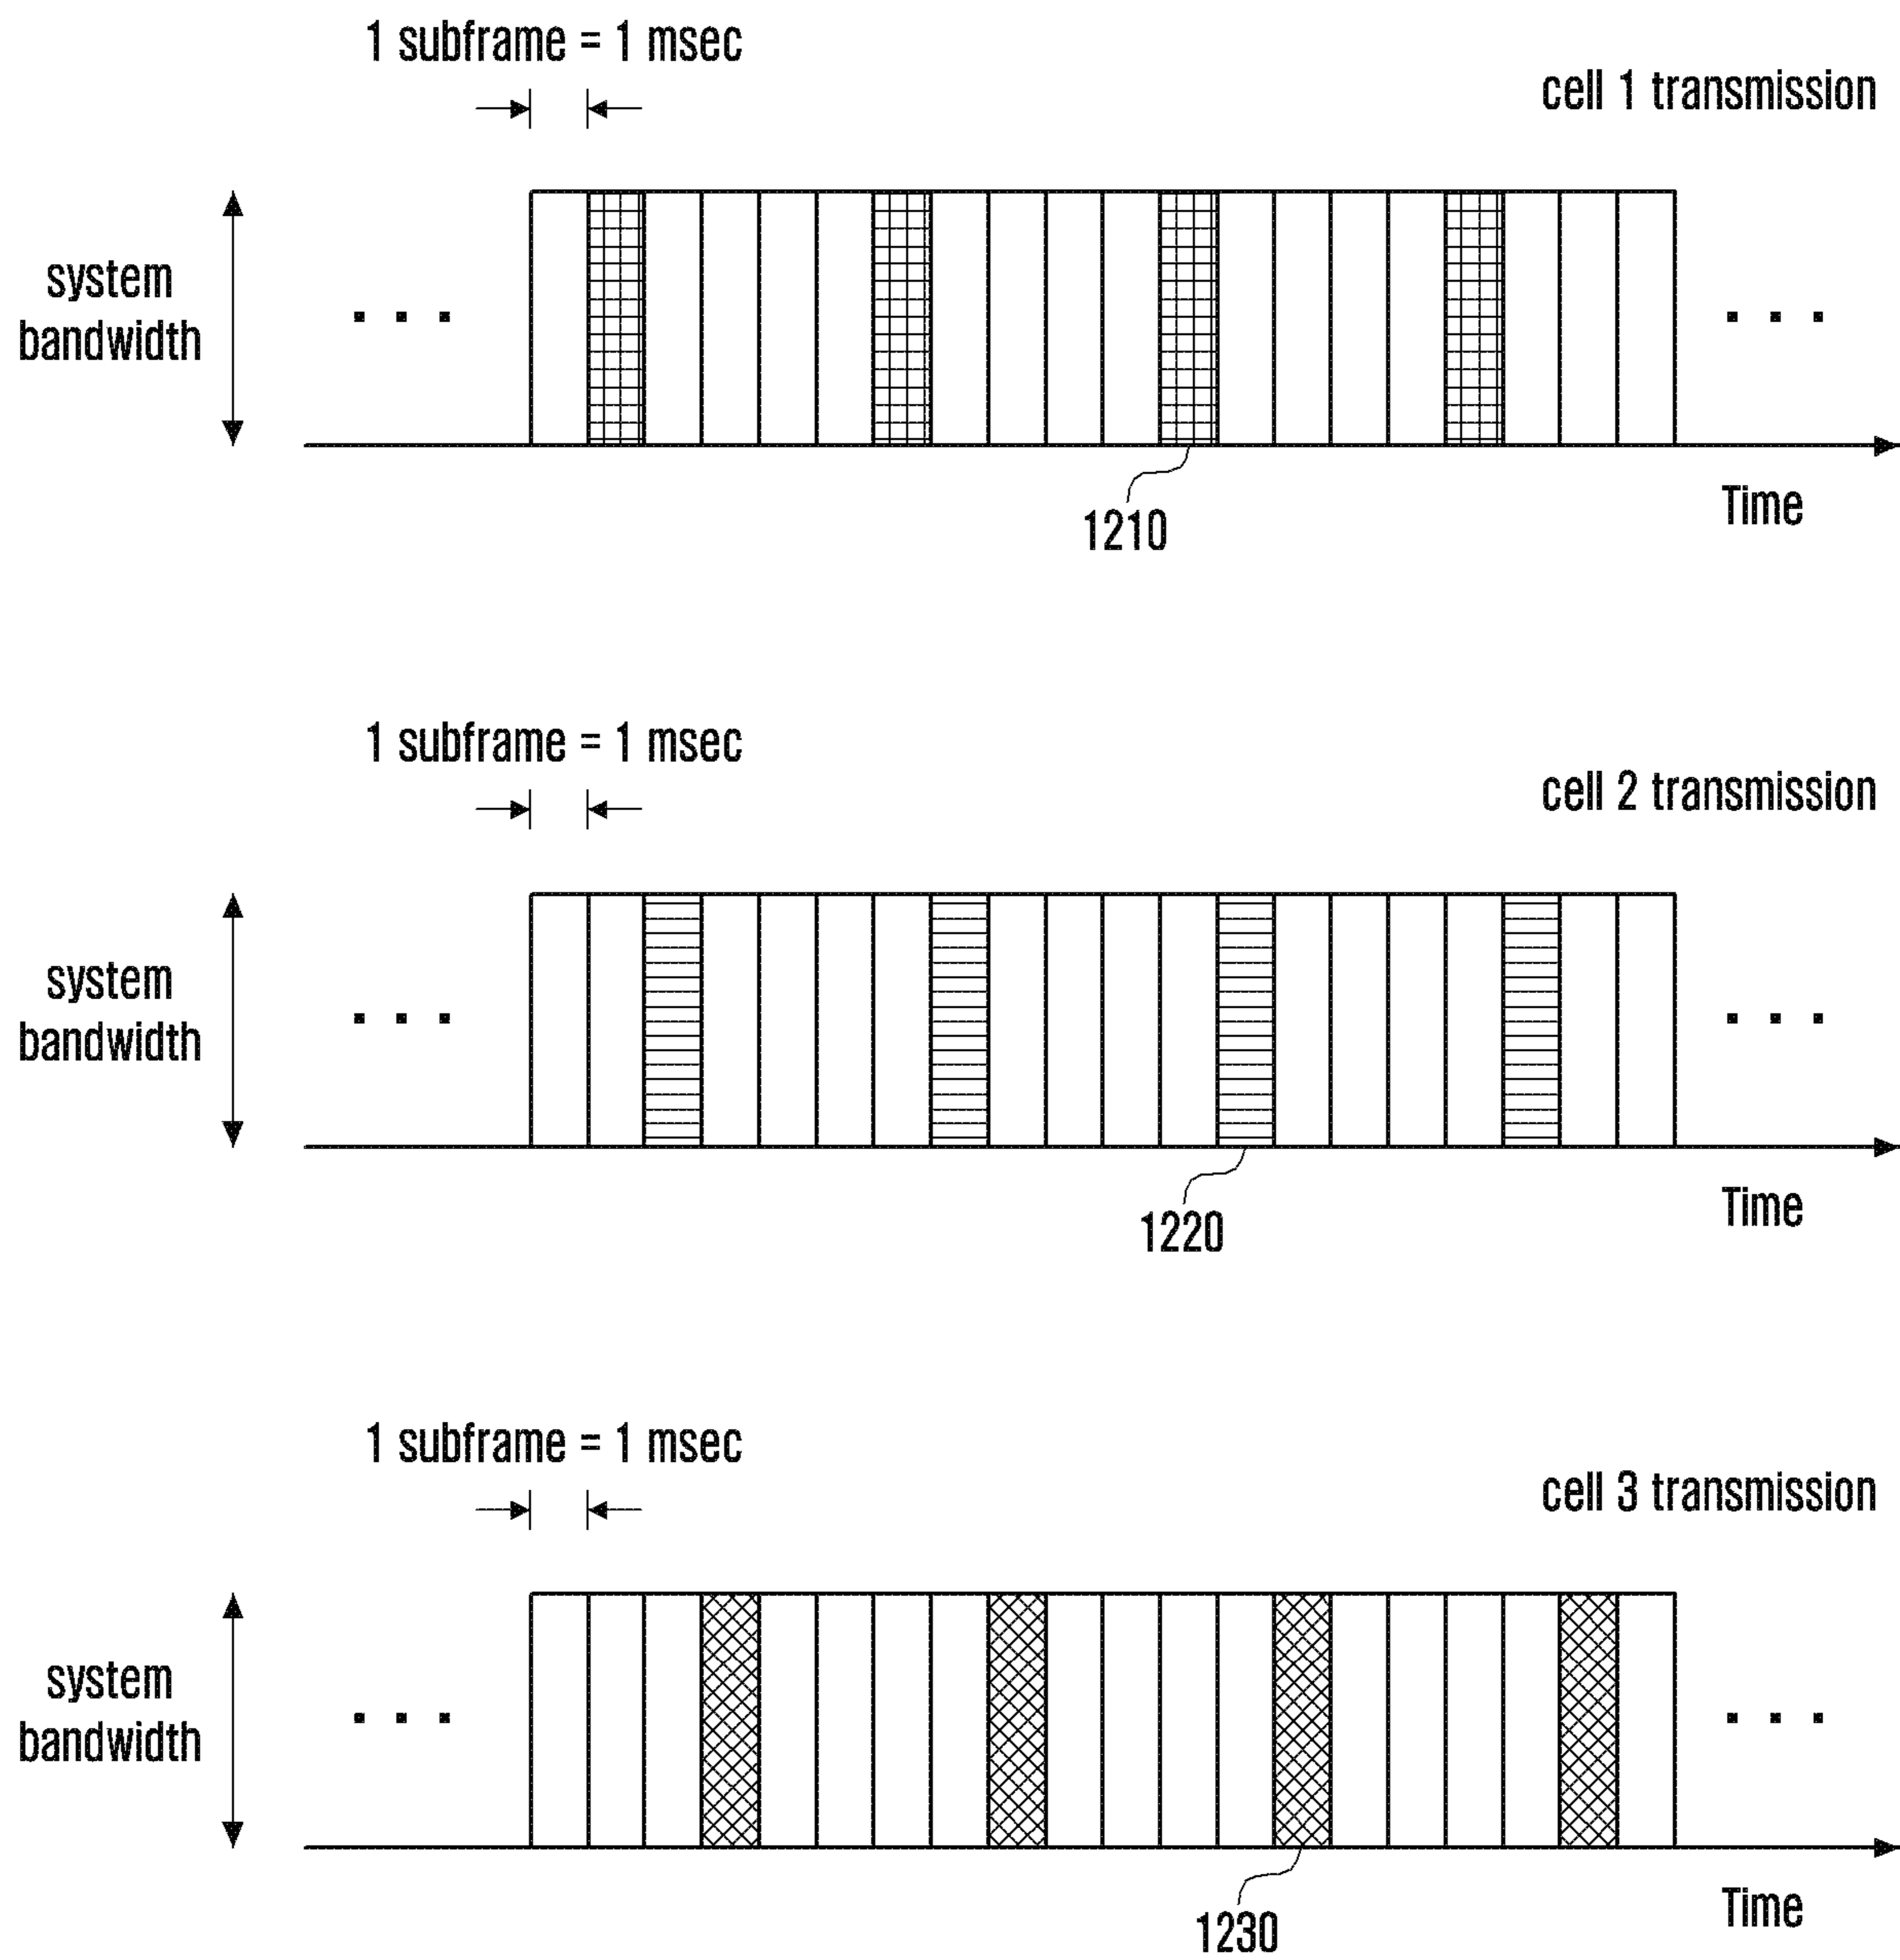 1 subframe = 1 msec
cell 1 transmission
system
bandwidth
. . .
. . .
1210
Time
1 subframe = 1 msec
cell 2 transmission
system
bandwidth
. . .
. . .
1220
Time
1 subframe = 1 msec
cell 3 transmission
system
bandwidth
. . .
. . .
1230
Time